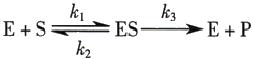 k₁ k₃
E + S ⇌ ES → E + P
k₂